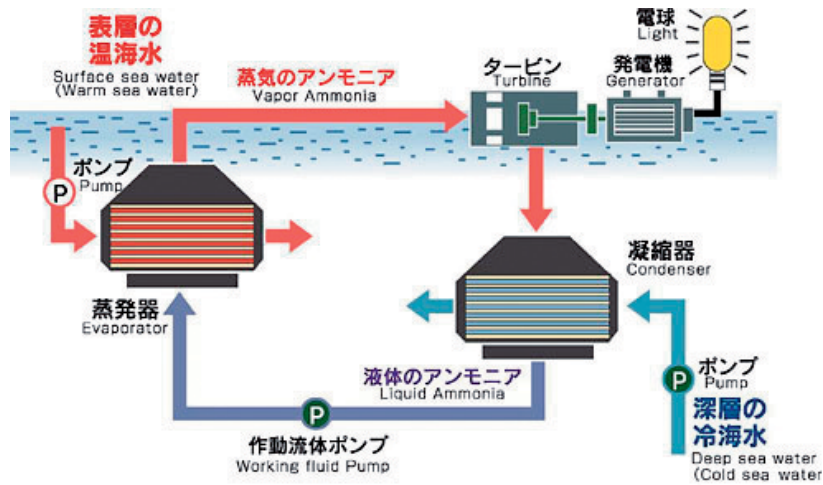 表層の
温海水
Surface sea water
(Warm sea water)
蒸気のアンモニア
Vapor Ammonia
タービン
Turbine
発電機
Generator
電球
Light
ポンプ
Pump
P
蒸発器
Evaporator
凝縮器
Condenser
液体のアンモニア
Liquid Ammonia
P
作動流体ポンプ
Working fluid Pump
P
ポンプ
Pump
深層の
冷海水
Deep sea water
(Cold sea water